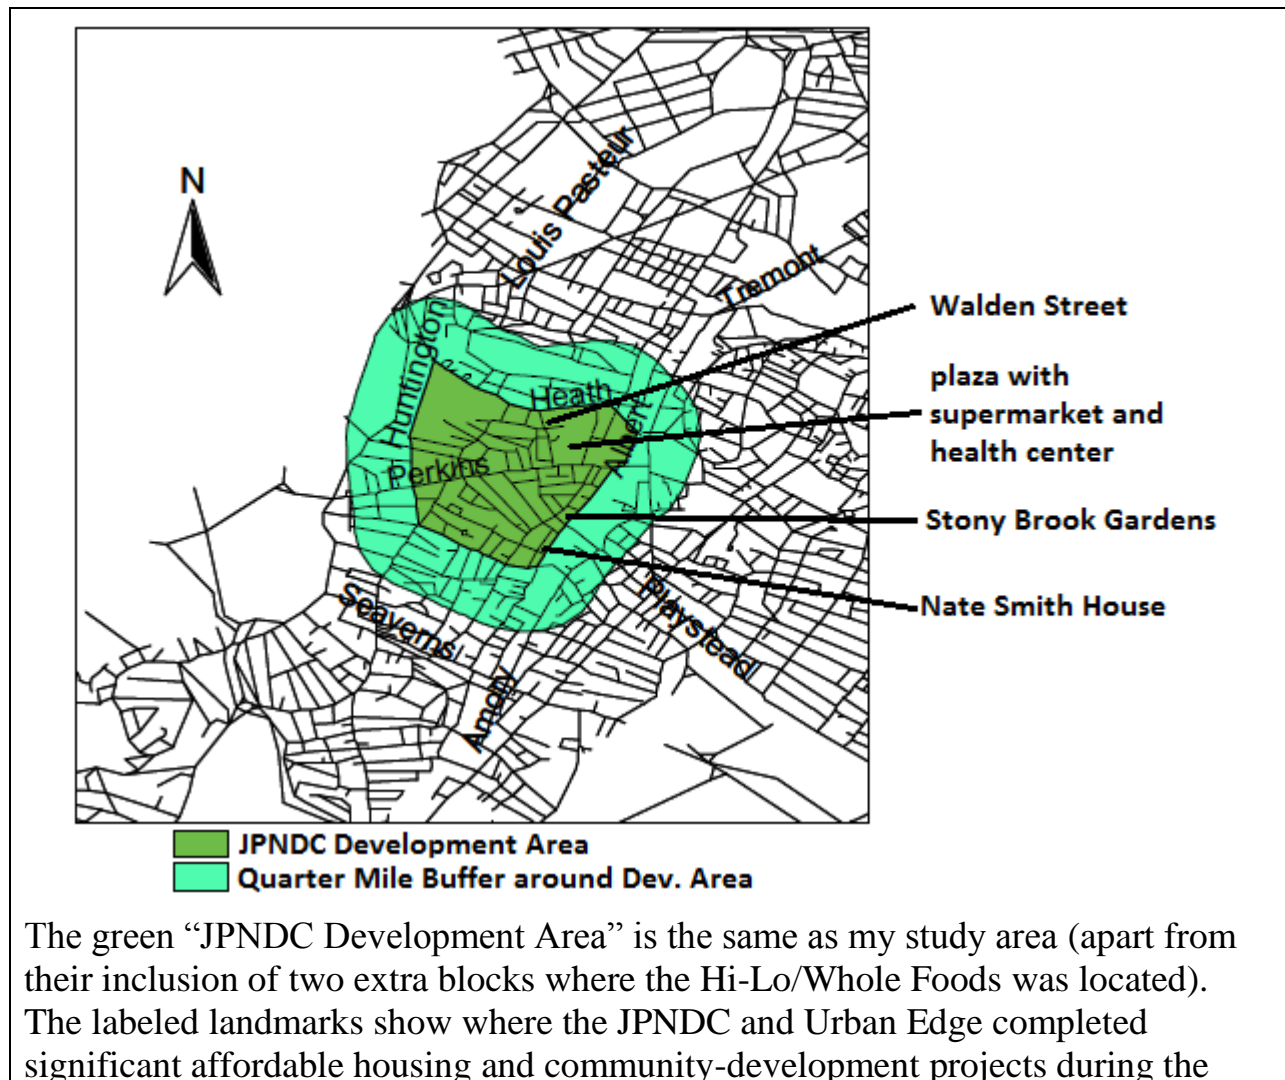 N
Louis Pasteur
Tremont
Huntington
Heath
Albert
Perkins
Seaverns
Amory
Playstead
Walden Street
plaza with
supermarket and
health center
Stony Brook Gardens
Nate Smith House
JPNDC Development Area
Quarter Mile Buffer around Dev. Area
The green “JPNDC Development Area” is the same as my study area (apart from
their inclusion of two extra blocks where the Hi-Lo/Whole Foods was located).
The labeled landmarks show where the JPNDC and Urban Edge completed
significant affordable housing and community-development projects during the